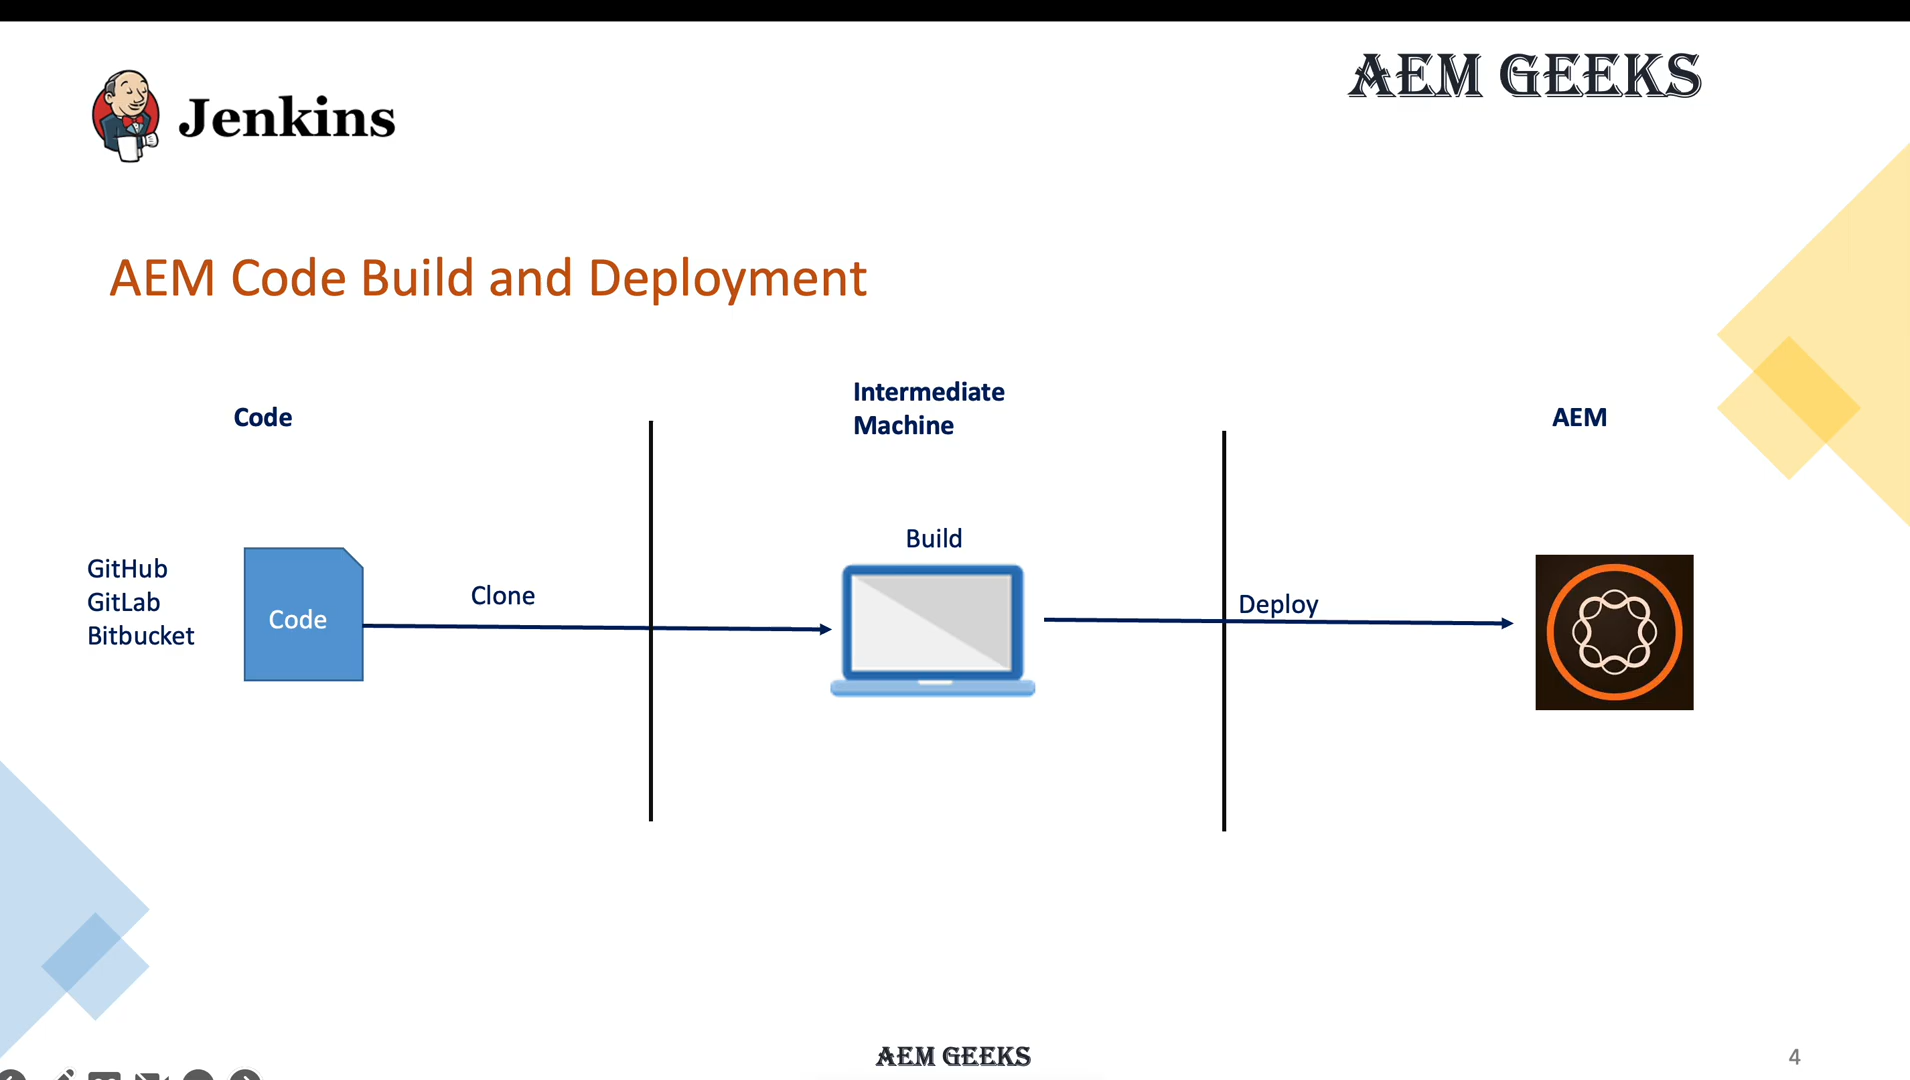 Jenkins
AEM GEEKS
AEM Code Build and Deployment
Code
Intermediate
Machine
AEM
GitHub
GitLab
Bitbucket
Code
Clone
Build
Deploy
AEM GEEKS
4